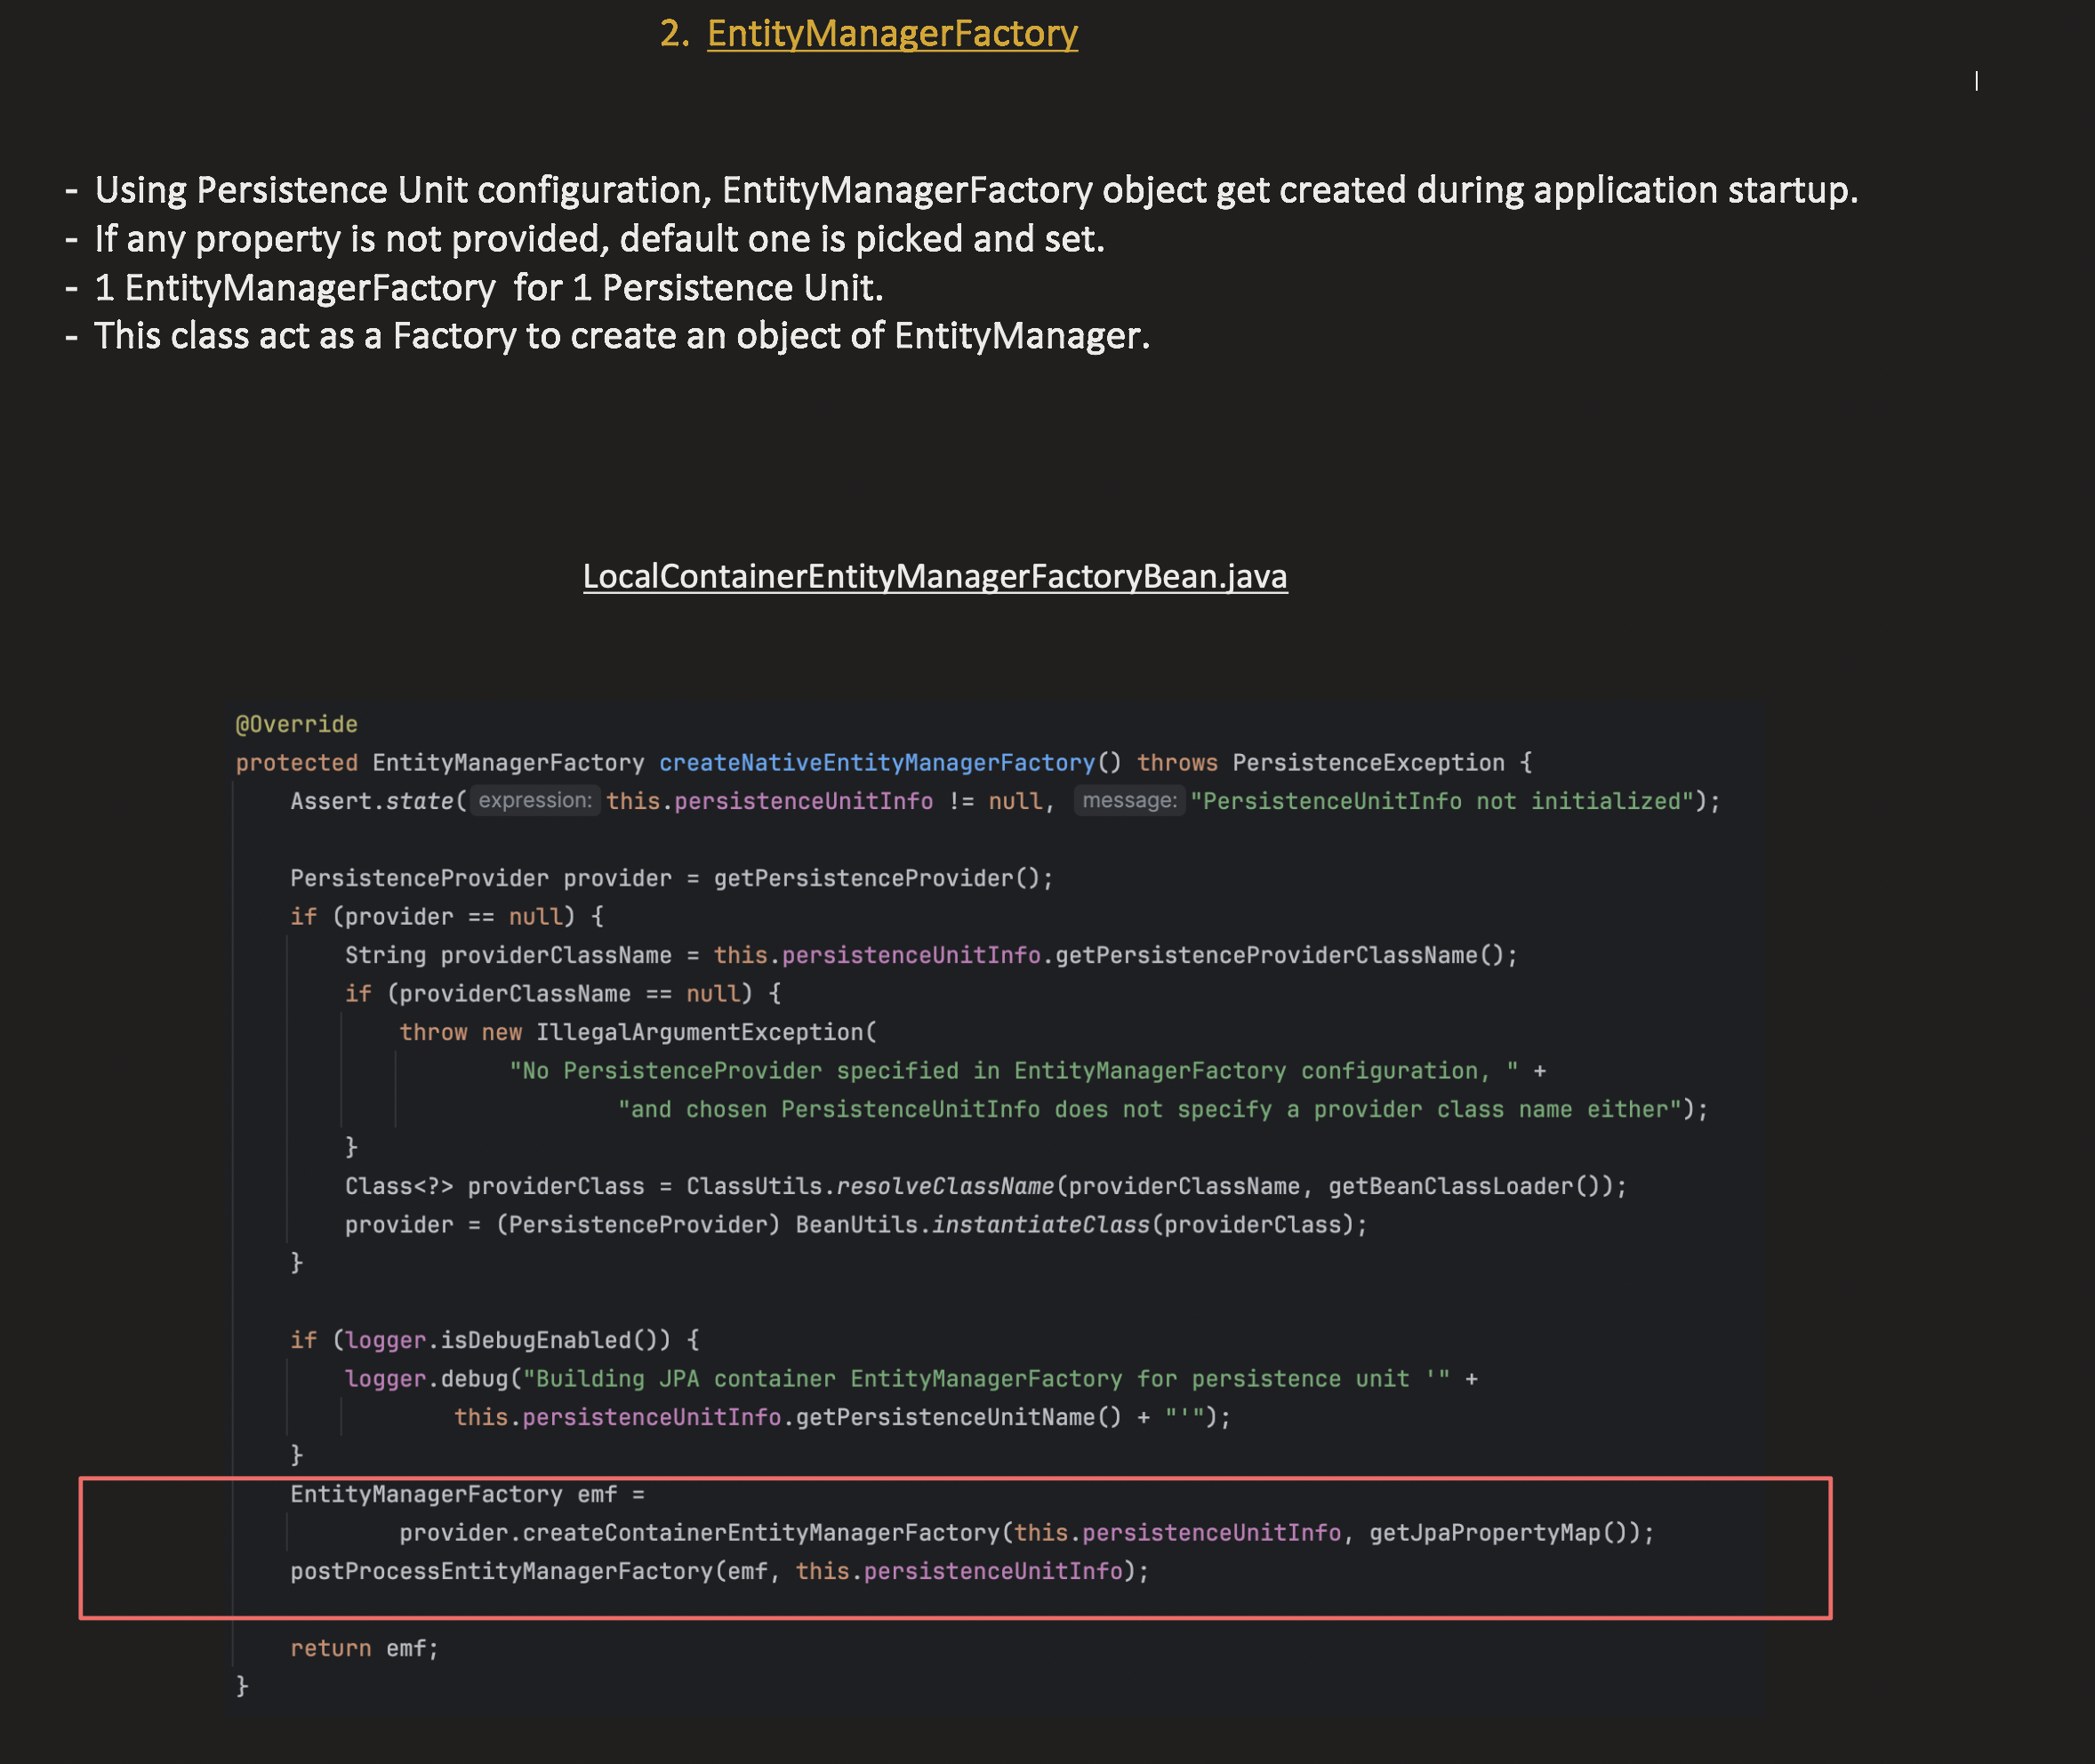 2. EntityManagerFactory
- Using Persistence Unit configuration, EntityManagerFactory object get created during application startup.
- If any property is not provided, default one is picked and set.
- 1 EntityManagerFactory  for 1 Persistence Unit.
- This class act as a Factory to create an object of EntityManager.
LocalContainerEntityManagerFactoryBean.java
@Override
protected EntityManagerFactory createNativeEntityManagerFactory() throws PersistenceException {
    Assert.state( expression: this.persistenceUnitInfo != null, message: "PersistenceUnitInfo not initialized");
    PersistenceProvider provider = getPersistenceProvider();
    if (provider == null) {
        String providerClassName = this.persistenceUnitInfo.getPersistenceProviderClassName();
        if (providerClassName == null) {
            throw new IllegalArgumentException(
                    "No PersistenceProvider specified in EntityManagerFactory configuration, " +
                            "and chosen PersistenceUnitInfo does not specify a provider class name either");
        }
        Class<?> providerClass = ClassUtils.resolveClassName(providerClassName, getBeanClassLoader());
        provider = (PersistenceProvider) BeanUtils.instantiateClass(providerClass);
    }
    if (logger.isDebugEnabled()) {
        logger.debug("Building JPA container EntityManagerFactory for persistence unit '" +
                this.persistenceUnitInfo.getPersistenceUnitName() + "'");
    }
    EntityManagerFactory emf =
            provider.createContainerEntityManagerFactory(this.persistenceUnitInfo, getJpaPropertyMap());
    postProcessEntityManagerFactory(emf, this.persistenceUnitInfo);
    return emf;
}